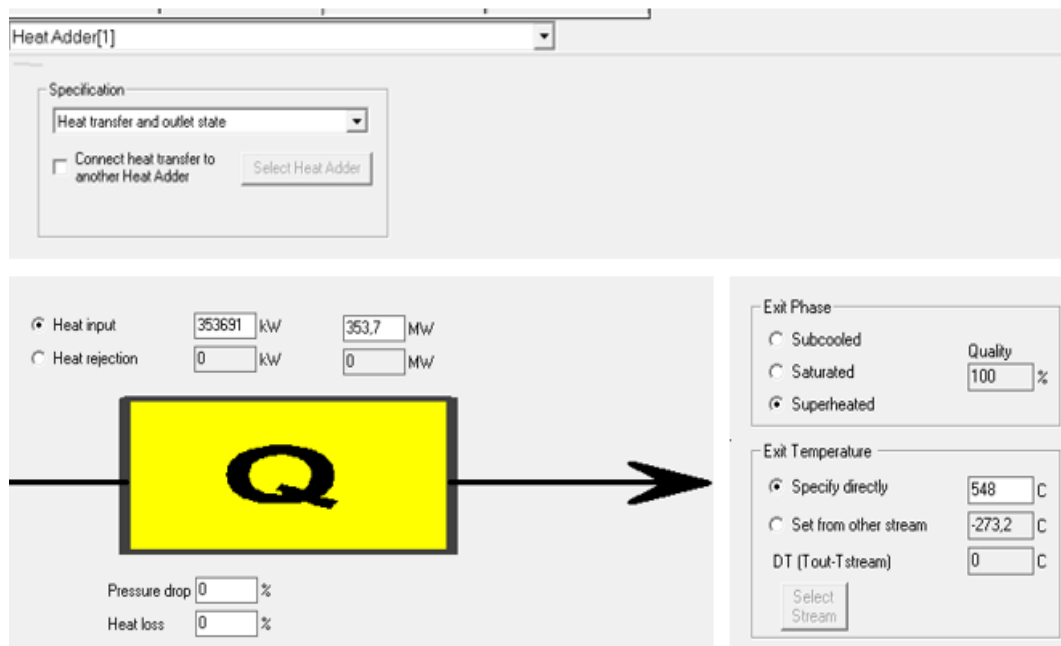 Heat Adder[1]
Specification
Heat transfer and outlet state
Connect heat transfer to
another Heat Adder
Select Heat Adder
Heat input 353691 kW 353,7 MW
Heat rejection 0 kW 0 MW
Q
Pressure drop 0 %
Heat loss 0 %
Exit Phase
Subcooled
Saturated
Superheated
Quality
100 %
Exit Temperature
Specify directly 548 C
Set from other stream -273,2 C
DT (Tout-Tstream) 0 C
Select
Stream